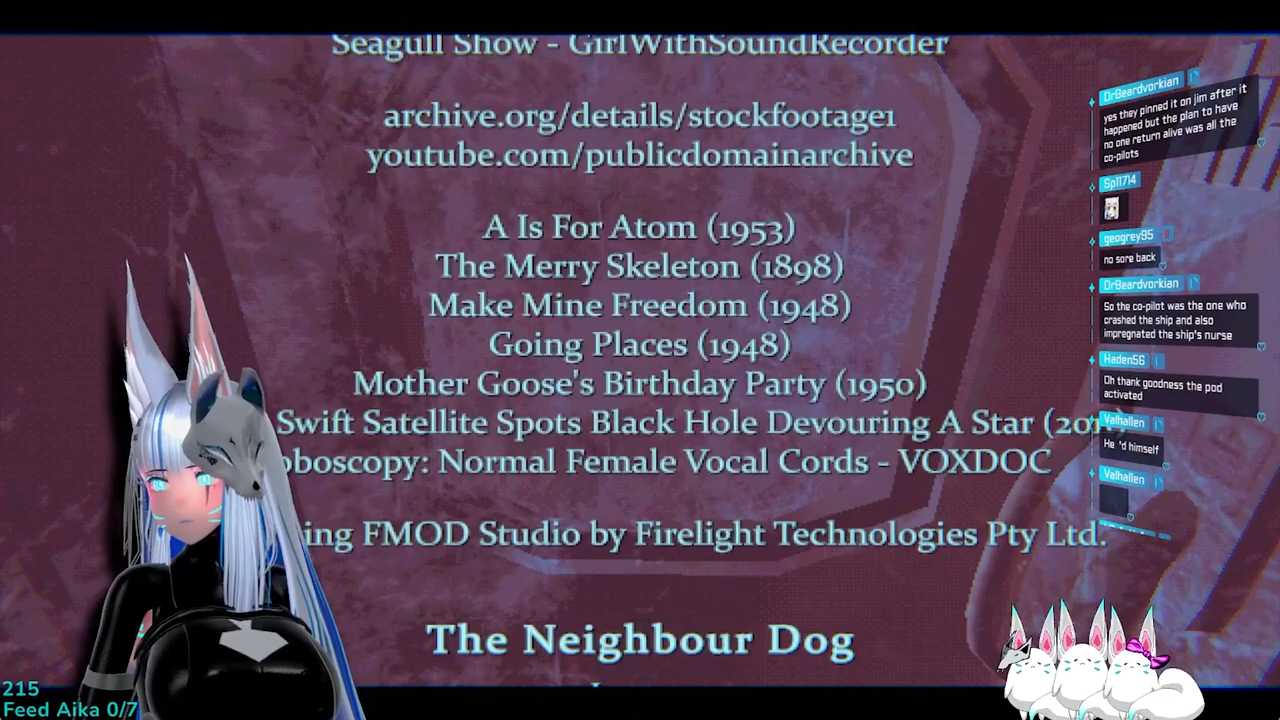 Seagull Show - GirlWithSoundRecorder
archive.org/details/stockfootage1
youtube.com/publicdomainarchive
A Is For Atom (1953)
The Merry Skeleton (1898)
Make Mine Freedom (1948)
Going Places (1948)
Mother Goose's Birthday Party (1950)
Swift Satellite Spots Black Hole Devouring A Star
oboscopy: Normal Female Vocal Cords - VOXDOC
ing FMOD Studio by Firelight Technologies Pty Ltd.
The Neighbour Dog
DrBeardvorkian
yes they pinned it on jim after it
happened but the plan to have
no one return alive was all the
co-pilots
Sp11714
geogrey95
no sore back
DrBeardvorkian
So the co-pilot was the one who
crashed the ship and also
impregnated the ship's nurse
Haden56
Oh thank goodness the pod
activated
Valhallen
He 'd himself
Valhallen
215
Feed Aika 0/7